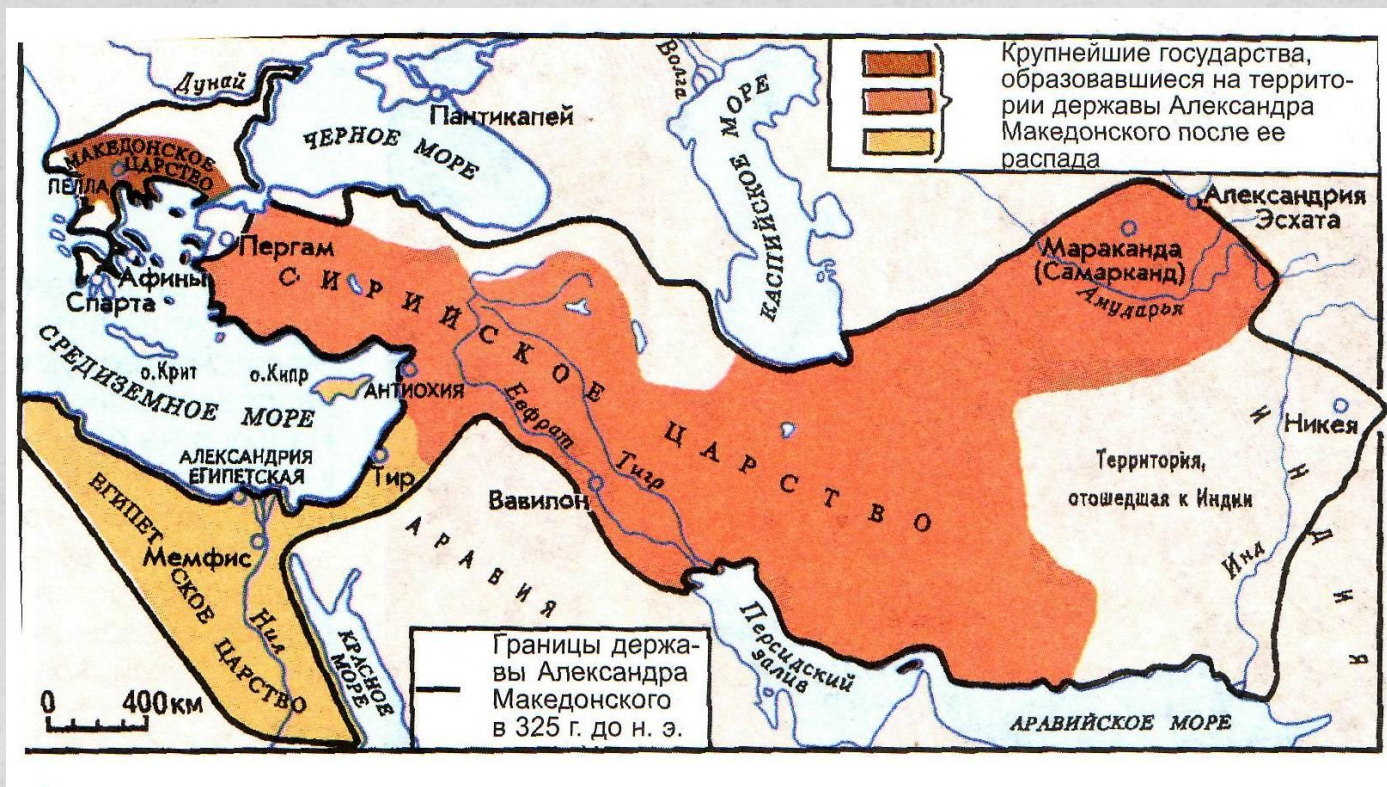 Крупнейшие государства,
образовавшиеся на террито-
рии державы Александра
Македонского после ее
распада
Дунай
Волга
Пантикапей
ЧЕРНОЕ МОРЕ
КАСПИЙСКОЕ МОРЕ
МАКЕДОНСКОЕ
ЦАРСТВО
ПЕЛЛА
Александрия
Эсхата
Мараканда
(Самарканд)
Амударья
Пергам
Афины
Спарта
СИРИЙСКОЕ ЦАРСТВО
СРЕДИЗЕМНОЕ МОРЕ
о.Крит
о.Кипр
АНТИОХИЯ
Евфрат
Тигр
Никея
ИНДИЯ
Территория,
отошедшая к Индии
АЛЕКСАНДРИЯ
ЕГИПЕТСКАЯ
Тир
Вавилон
ЕГИПЕТСКОЕ ЦАРСТВО
Мемфис
Нил
АРАВИЯ
Инд
КРАСНОЕ
МОРЕ
Персидский
залив
АРАВИЙСКОЕ МОРЕ
0 400км
Границы держа-
вы Александра
Македонского
в 325 г. до н. э.